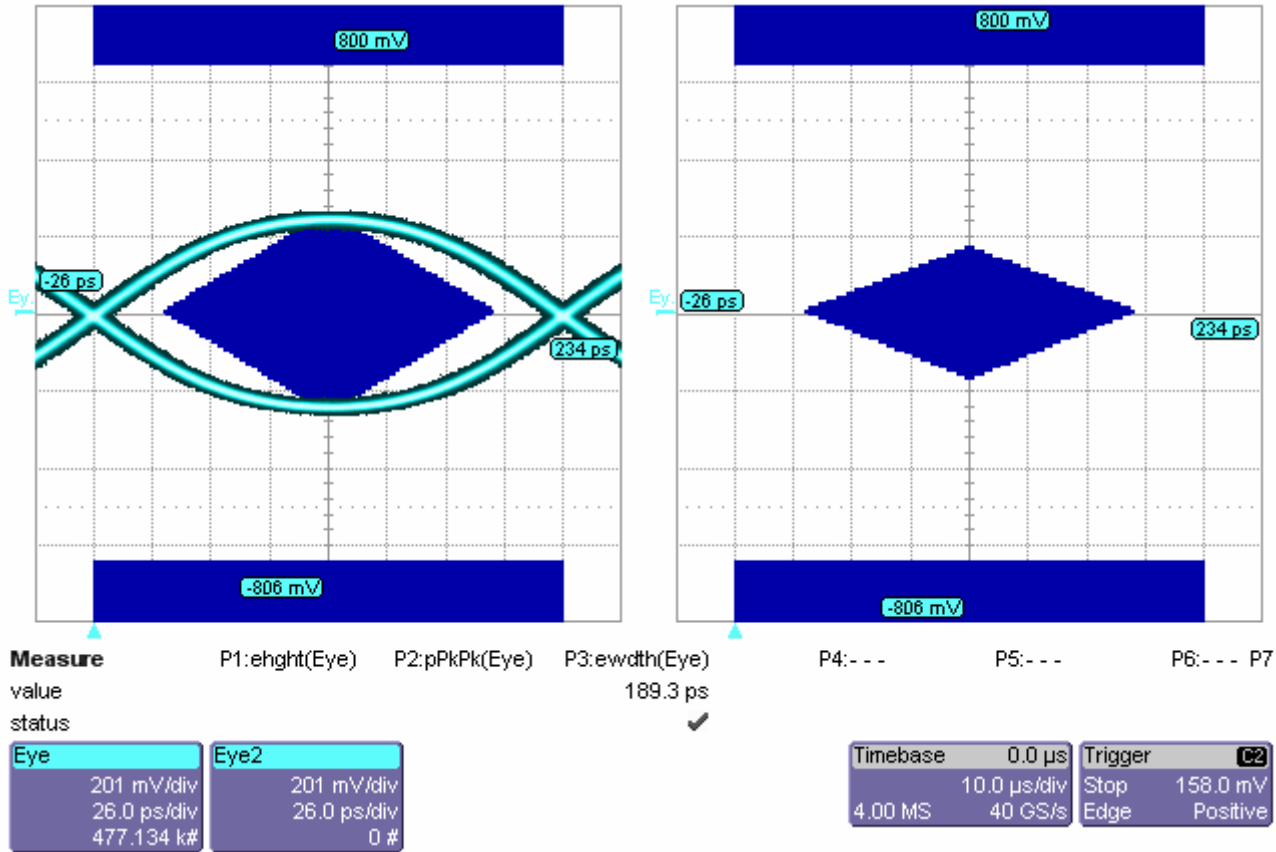 800 mV
800 mV
-26 ps
Ey.
Ey.
-26 ps
234 ps
234 ps
-806 mV
-806 mV
Measure P1:ehght(Eye) P2:pPkPk(Eye) P3:ewdth(Eye) P4:- - - P5:- - - P6:- - - P7
value 189.3 ps
status
Eye
201 mV/div
26.0 ps/div
477.134 k#
Eye2
201 mV/div
26.0 ps/div
0 #
Timebase 0.0 µs
10.0 µs/div
4.00 MS 40 GS/s
Trigger C2
Stop 158.0 mV
Edge Positive